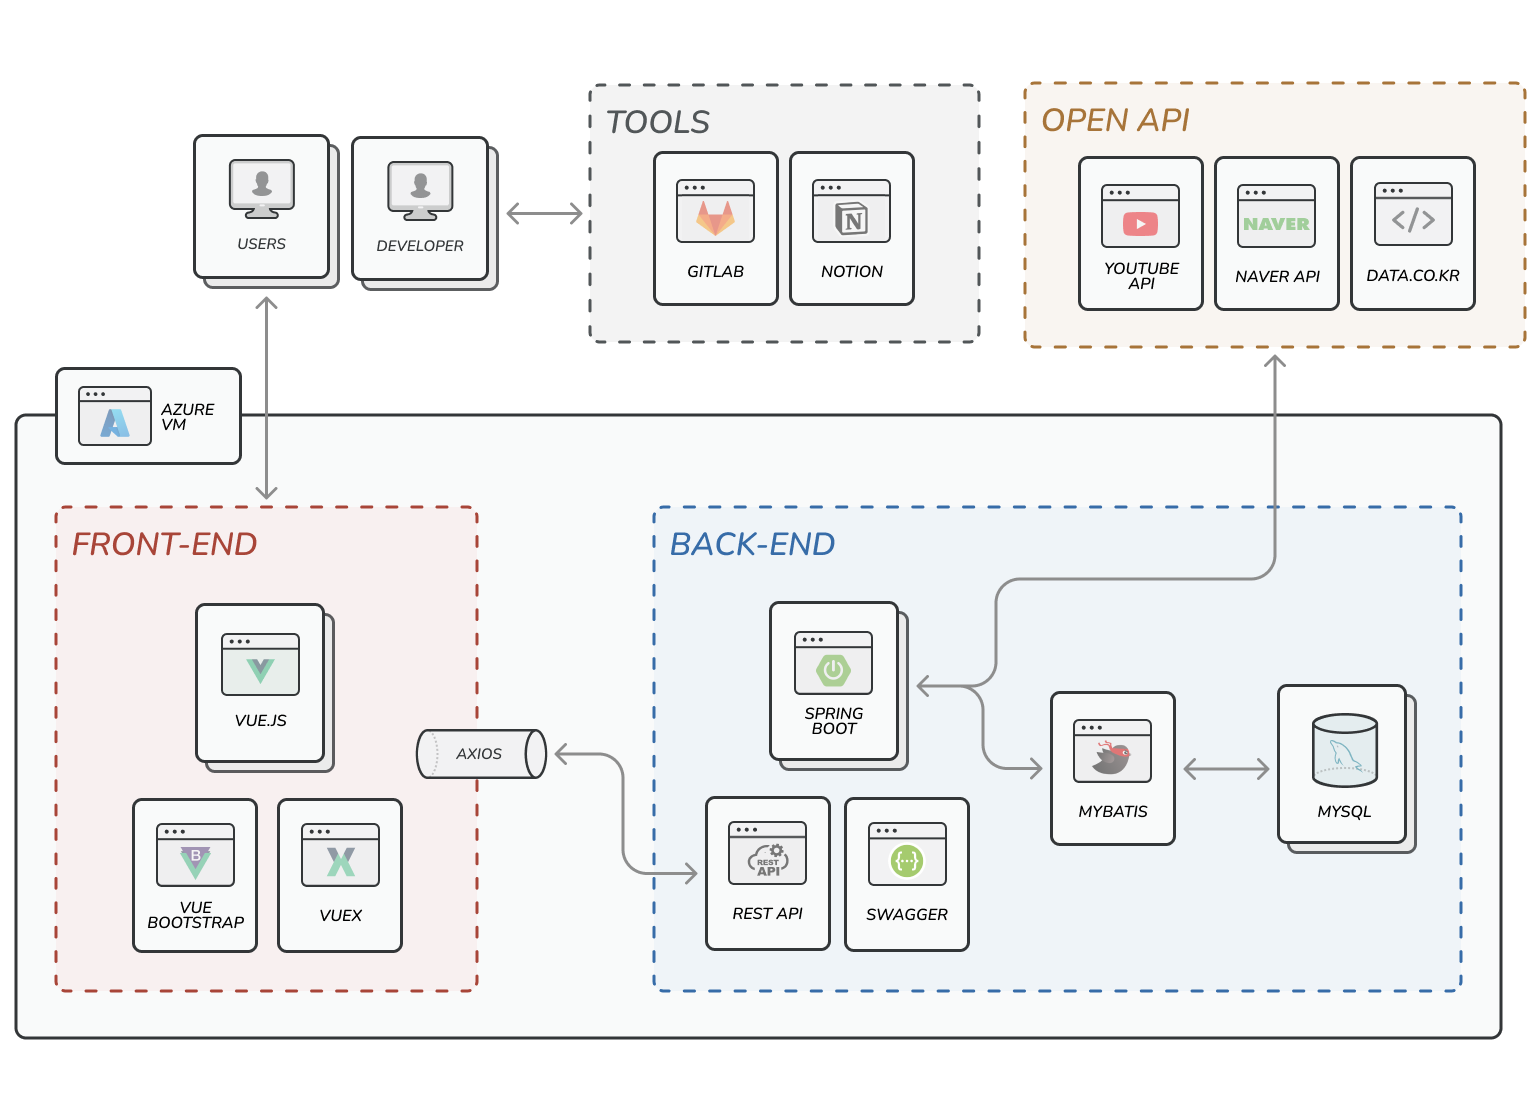 TOOLS
OPEN API
USERS
DEVELOPER
GITLAB
N
NOTION
YOUTUBE
API
NAVER
NAVER API
</>
DATA.CO.KR
AZURE
VM
FRONT-END
BACK-END
VUE.JS
SPRING
BOOT
AXIOS
MYBATIS
MYSQL
B
VUE
BOOTSTRAP
VUEX
REST
API
REST API
{...}
SWAGGER